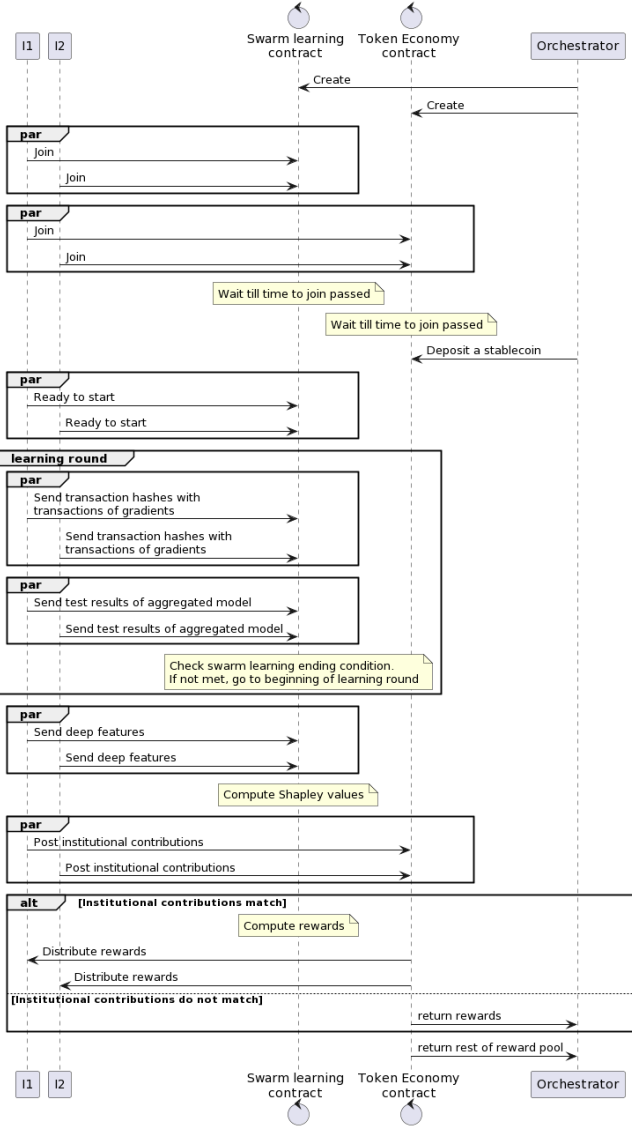 I1
I2
Swarm learning
contract
Token Economy
contract
Orchestrator
Create
Create
par
Join
Join
par
Join
Join
Wait till time to join passed
Wait till time to join passed
Deposit a stablecoin
par
Ready to start
Ready to start
learning round
par
Send transaction hashes with
transactions of gradients
Send transaction hashes with
transactions of gradients
par
Send test results of aggregated model
Send test results of aggregated model
Check swarm learning ending condition.
If not met, go to beginning of learning round
par
Send deep features
Send deep features
Compute Shapley values
par
Post institutional contributions
Post institutional contributions
alt [Institutional contributions match]
Compute rewards
Distribute rewards
Distribute rewards
[Institutional contributions do not match]
return rewards
return rest of reward pool
I1
I2
Swarm learning
contract
Token Economy
contract
Orchestrator